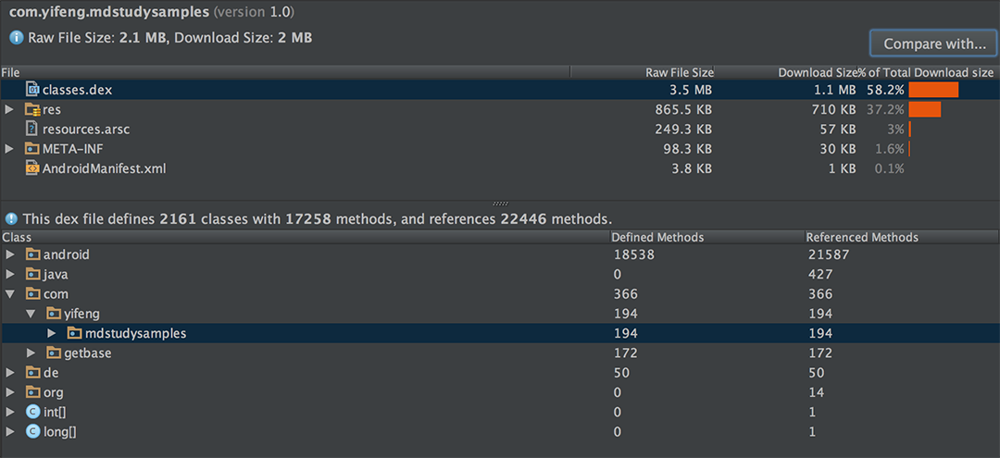 com.yifeng.mdstudysamples (version 1.0)
Raw File Size: 2.1 MB, Download Size: 2 MB
Compare with...
File Raw File Size Download Size % of Total Download size
classes.dex 3.5 MB 1.1 MB 58.2%
res 865.5 KB 710 KB 37.2%
resources.arsc 249.3 KB 57 KB 3%
META-INF 98.3 KB 30 KB 1.6%
AndroidManifest.xml 3.8 KB 1 KB 0.1%
This dex file defines 2161 classes with 17258 methods, and references 22446 methods.
Class Defined Methods Referenced Methods
android 18538 21587
java 0 427
com 366 366
yifeng 194 194
mdstudysamples 194 194
getbase 172 172
de 50 50
org 0 14
int[] 0 1
long[] 0 1